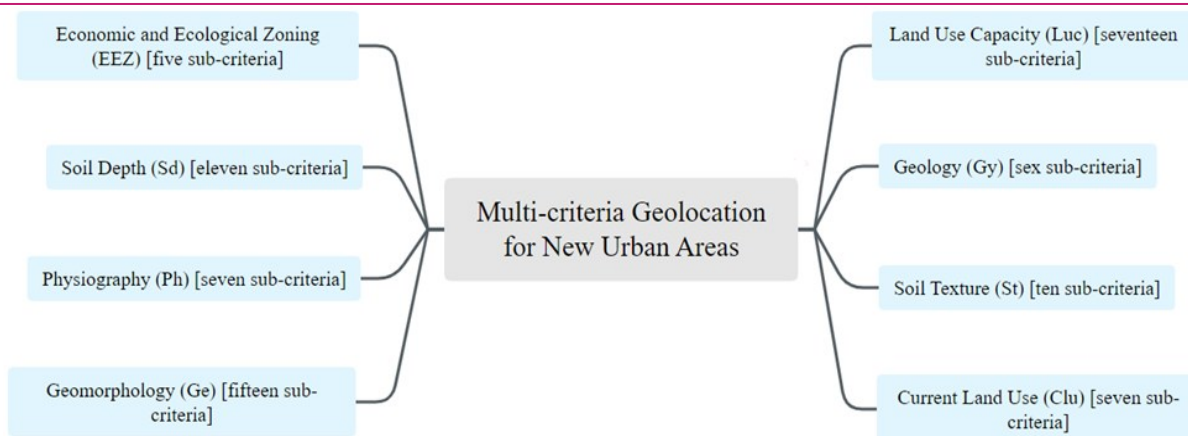 Economic and Ecological Zoning
(EEZ) [five sub-criteria]
Soil Depth (Sd) [eleven sub-criteria]
Physiography (Ph) [seven sub-criteria]
Geomorphology (Ge) [fifteen sub-
criteria]
Multi-criteria Geolocation
for New Urban Areas
Land Use Capacity (Luc) [seventeen
sub-criteria]
Geology (Gy) [sex sub-criteria]
Soil Texture (St) [ten sub-criteria]
Current Land Use (Clu) [seven sub-
criteria]